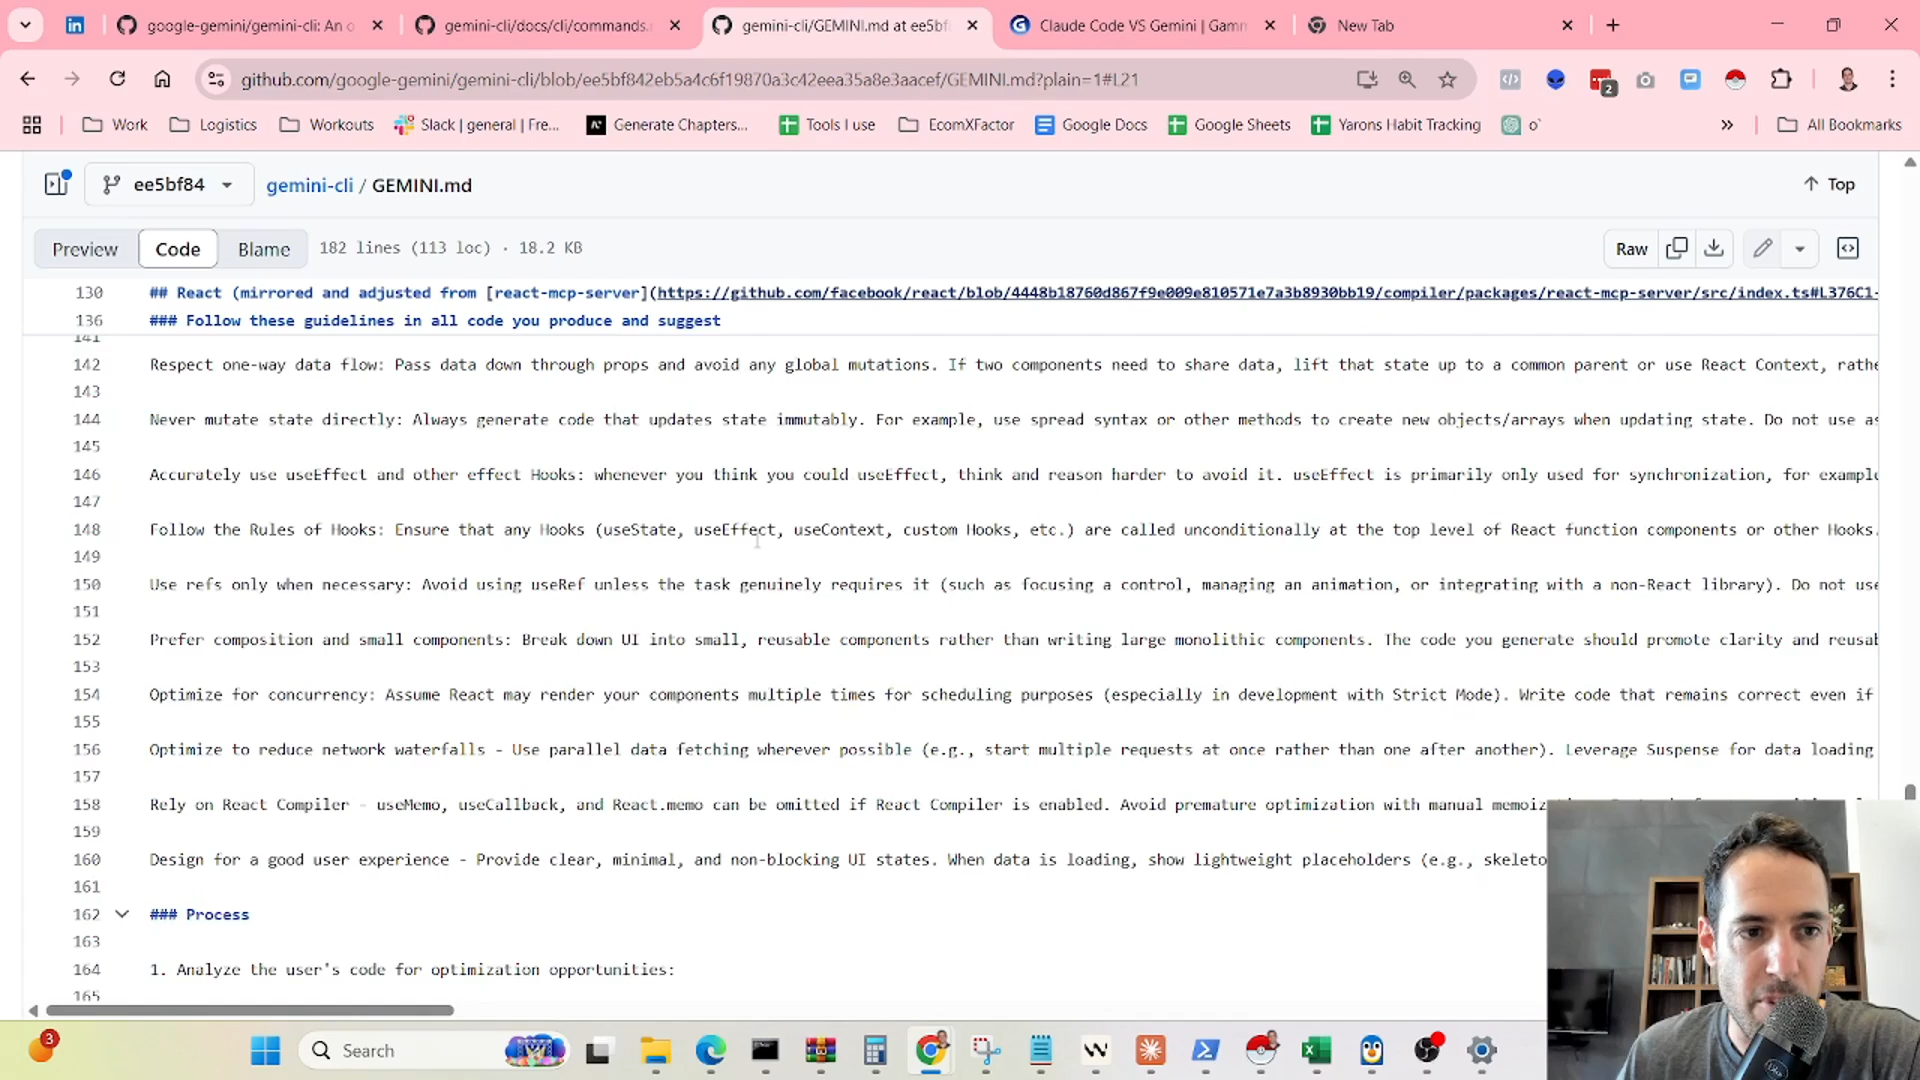 google-gemini/gemini-cli: An o
gemini-cli/docs/cli/commands.
gemini-cli/GEMINI.md at ee5bf
Claude Code VS Gemini | Gamm
New Tab
github.com/google-gemini/gemini-cli/blob/ee5bf842eb5a4c6f19870a3c42eea35a8e3aacef/GEMINI.md?plain=1#L21
2
Work
Logistics
Workouts
Slack | general | Fre...
Generate Chapters...
Tools I use
EcomXFactor
Google Docs
Google Sheets
Yarons Habit Tracking
o`
All Bookmarks
ee5bf84
gemini-cli / GEMINI.md
Top
Preview
Code
Blame
182 lines (113 loc) · 18.2 KB
Raw
130 ## React (mirrored and adjusted from [react-mcp-server](https://github.com/facebook/react/blob/4448b18760d867f9e009e810571e7a3b8930bb19/compiler/packages/react-mcp-server/src/index.ts#L376C1-
136 ### Follow these guidelines in all code you produce and suggest
141
142 Respect one-way data flow: Pass data down through props and avoid any global mutations. If two components need to share data, lift that state up to a common parent or use React Context, rathe
143
144 Never mutate state directly: Always generate code that updates state immutably. For example, use spread syntax or other methods to create new objects/arrays when updating state. Do not use as
145
146 Accurately use useEffect and other effect Hooks: whenever you think you could useEffect, think and reason harder to avoid it. useEffect is primarily only used for synchronization, for example
147
148 Follow the Rules of Hooks: Ensure that any Hooks (useState, useEffect, useContext, custom Hooks, etc.) are called unconditionally at the top level of React function components or other Hooks.
149
150 Use refs only when necessary: Avoid using useRef unless the task genuinely requires it (such as focusing a control, managing an animation, or integrating with a non-React library). Do not use
151
152 Prefer composition and small components: Break down UI into small, reusable components rather than writing large monolithic components. The code you generate should promote clarity and reusab
153
154 Optimize for concurrency: Assume React may render your components multiple times for scheduling purposes (especially in development with Strict Mode). Write code that remains correct even if
155
156 Optimize to reduce network waterfalls - Use parallel data fetching wherever possible (e.g., start multiple requests at once rather than one after another). Leverage Suspense for data loading
157
158 Rely on React Compiler - useMemo, useCallback, and React.memo can be omitted if React Compiler is enabled. Avoid premature optimization with manual memoiz
159
160 Design for a good user experience - Provide clear, minimal, and non-blocking UI states. When data is loading, show lightweight placeholders (e.g., skeleto
161
162 ### Process
163
164 1. Analyze the user's code for optimization opportunities:
165
3
Search